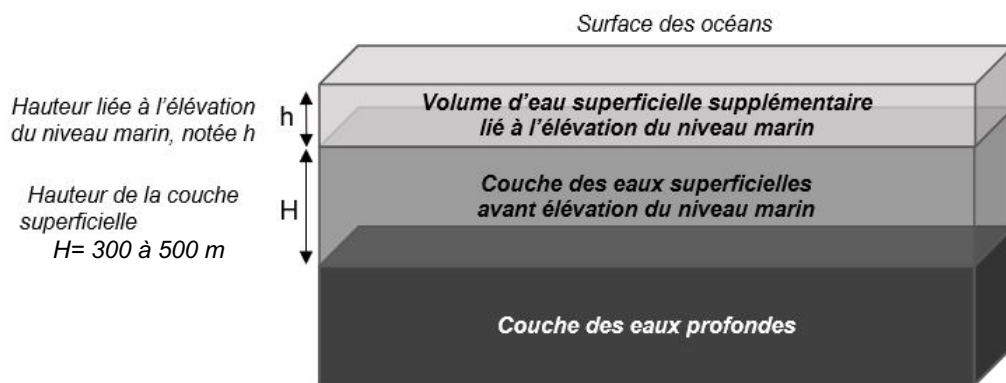 Surface des océans
Hauteur liée à l'élévation
du niveau marin, notée h
h
Volume d'eau superficielle supplémentaire
lié à l'élévation du niveau marin
Hauteur de la couche
superficielle
H= 300 à 500 m
H
Couche des eaux superficielles
avant élévation du niveau marin
Couche des eaux profondes